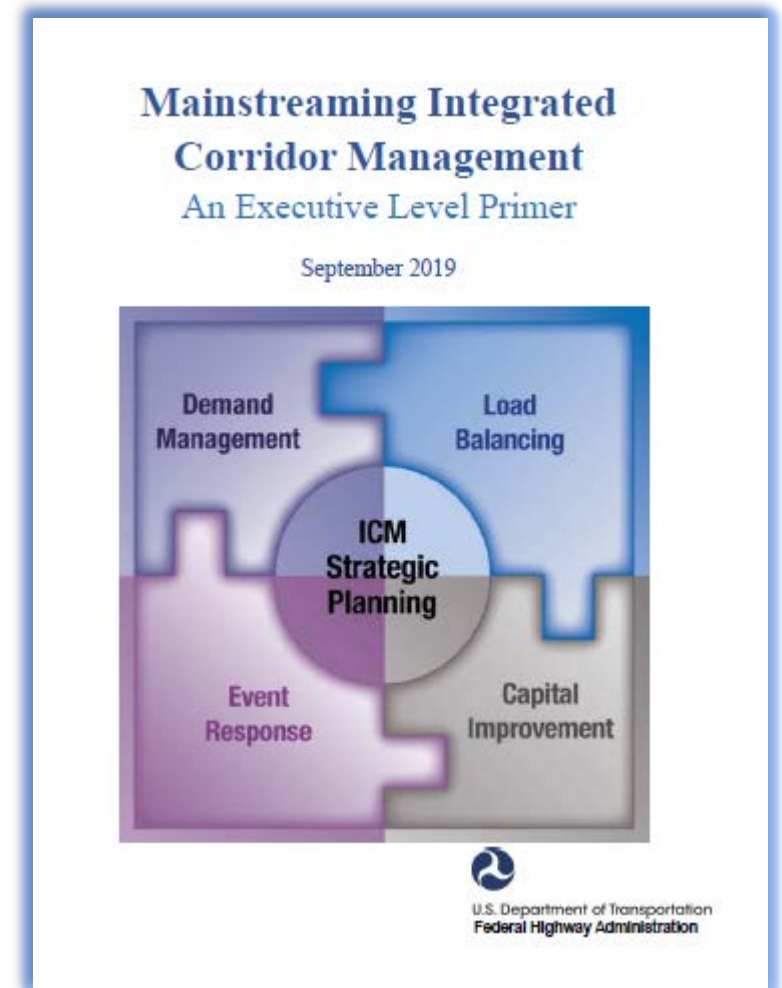 Mainstreaming Integrated
Corridor Management
An Executive Level Primer
September 2019
Demand
Management
Load
Balancing
ICM
Strategic
Planning
Event
Response
Capital
Improvement
U.S. Department of Transportation
Federal Highway Administration